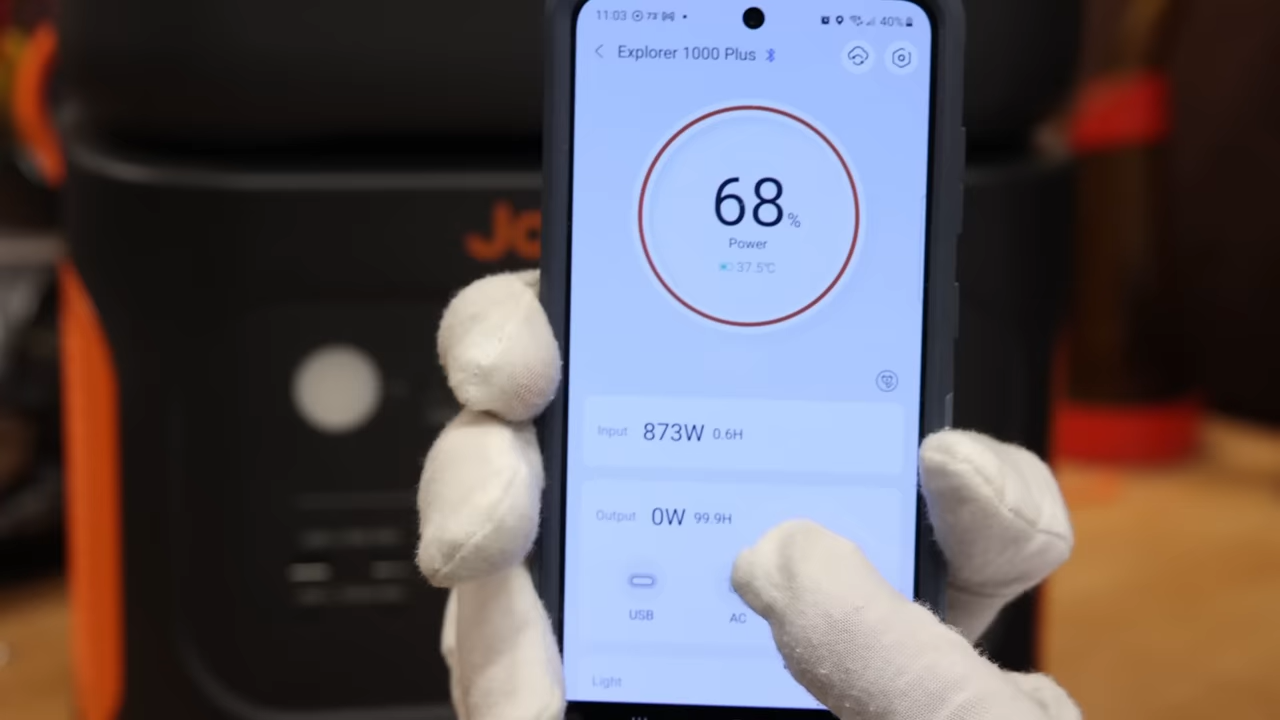 11:03 73°
40%
Explorer 1000 Plus
68%
Power
37.5℃
Input 873W 0.6H
Output 0W 99.9H
USB AC
Light